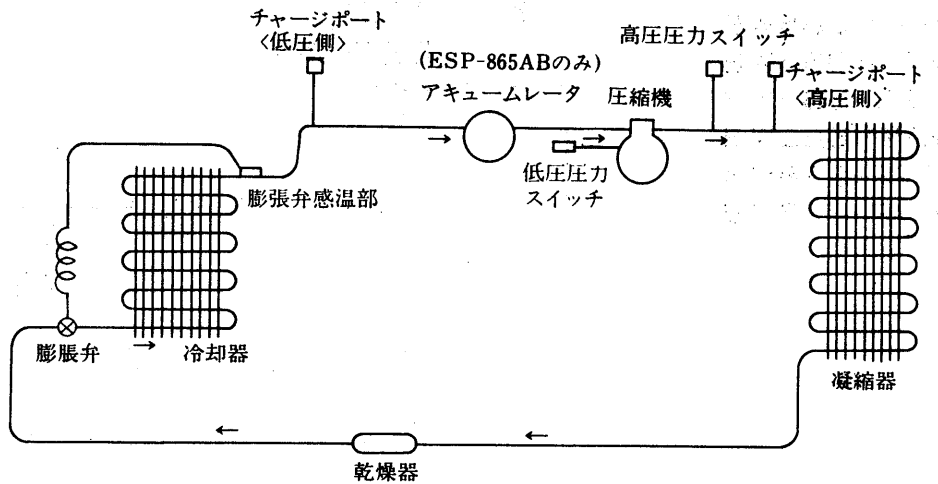 チャージポート
〈低圧側〉
高圧圧力スイッチ
(ESP-865ABのみ)
アキュームレータ
圧縮機
チャージポート
〈高圧側〉
低圧圧力
スイッチ
膨張弁感温部
膨脹弁
冷却器
凝縮器
乾燥器